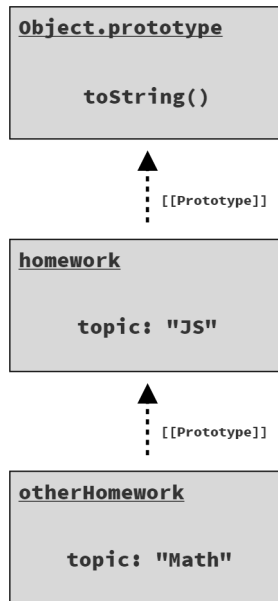 Object.prototype
toString()
[[Prototype]]
homework
topic: "JS"
[[Prototype]]
otherHomework
topic: "Math"